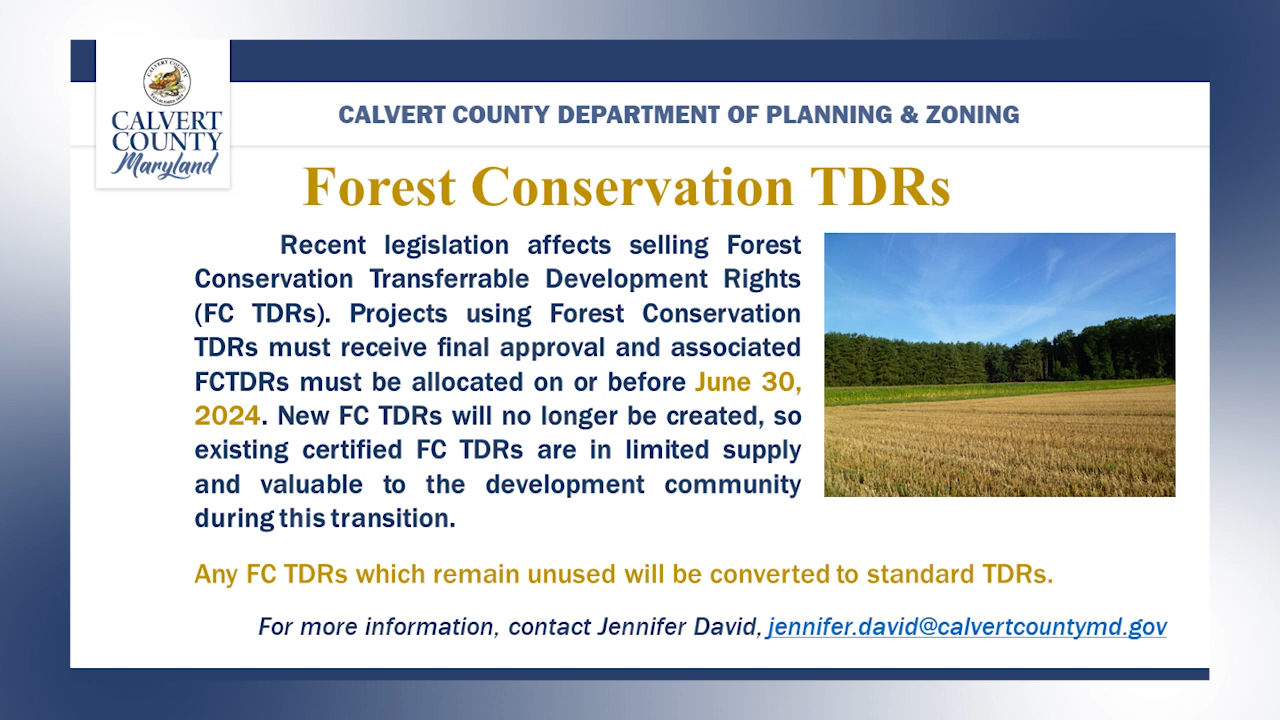 CALVERT COUNTY
CALVERT
COUNTY
Maryland
CALVERT COUNTY DEPARTMENT OF PLANNING & ZONING
Forest Conservation TDRs
Recent legislation affects selling Forest
Conservation Transferrable Development Rights
(FC TDRs). Projects using Forest Conservation
TDRs must receive final approval and associated
FCTDRs must be allocated on or before June 30,
2024. New FC TDRs will no longer be created, so
existing certified FC TDRs are in limited supply
and valuable to the development community
during this transition.
Any FC TDRs which remain unused will be converted to standard TDRs.
For more information, contact Jennifer David, jennifer.david@calvertcountymd.gov